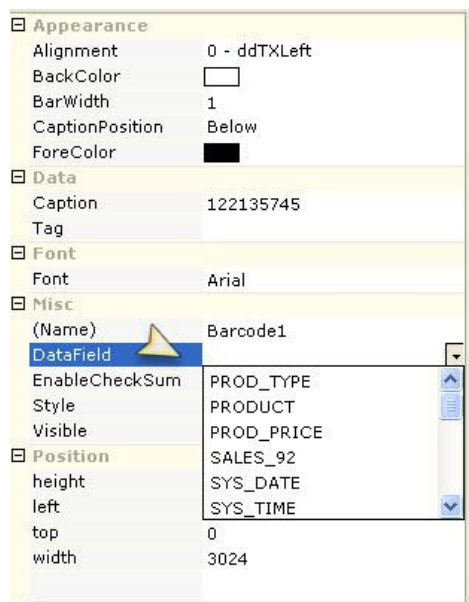 Appearance
Alignment 0 - ddTXLeft
BackColor
BarWidth 1
CaptionPosition Below
ForeColor
Data
Caption 122135745
Tag
Font
Font Arial
Misc
(Name) Barcode1
DataField
EnableCheckSum PROD_TYPE
Style PRODUCT
Visible PROD_PRICE
Position SALES_92
height SYS_DATE
left SYS_TIME
top 0
width 3024